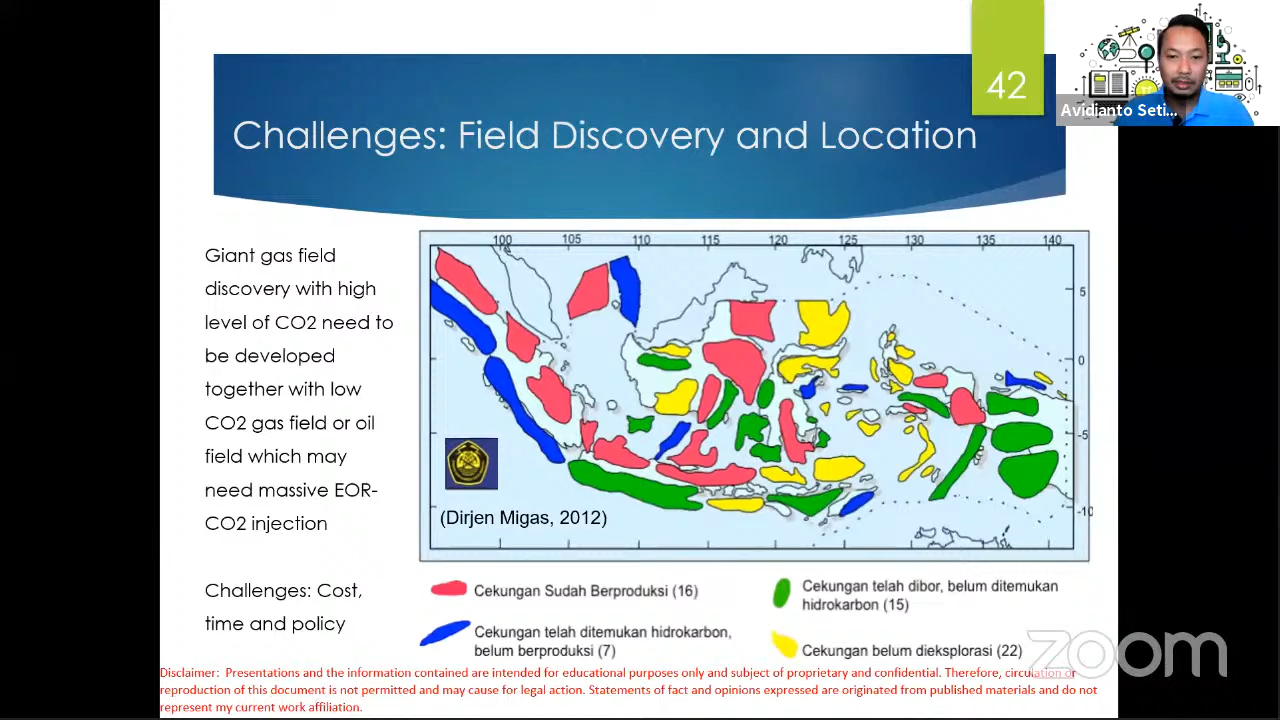 42
Avidianto Seti...
Challenges: Field Discovery and Location
Giant gas field
discovery with high
level of CO2 need to
be developed
together with low
CO2 gas field or oil
field which may
need massive EOR-
CO2 injection
Challenges: Cost,
time and policy
100 105 110 115 120 125 130 135 140
5
0
-5
-10
(Dirjen Migas, 2012)
Cekungan Sudah Berproduksi (16)
Cekungan telah ditemukan hidrokarbon,
belum berproduksi (7)
Cekungan telah dibor, belum ditemukan
hidrokarbon (15)
Cekungan belum dieksplorasi (22)
zoom
Disclaimer: Presentations and the information contained are intended for educational purposes only and subject of proprietary and confidential. Therefore, circulation or
reproduction of this document is not permitted and may cause for legal action. Statements of fact and opinions expressed are originated from published materials and do not
represent my current work affiliation.